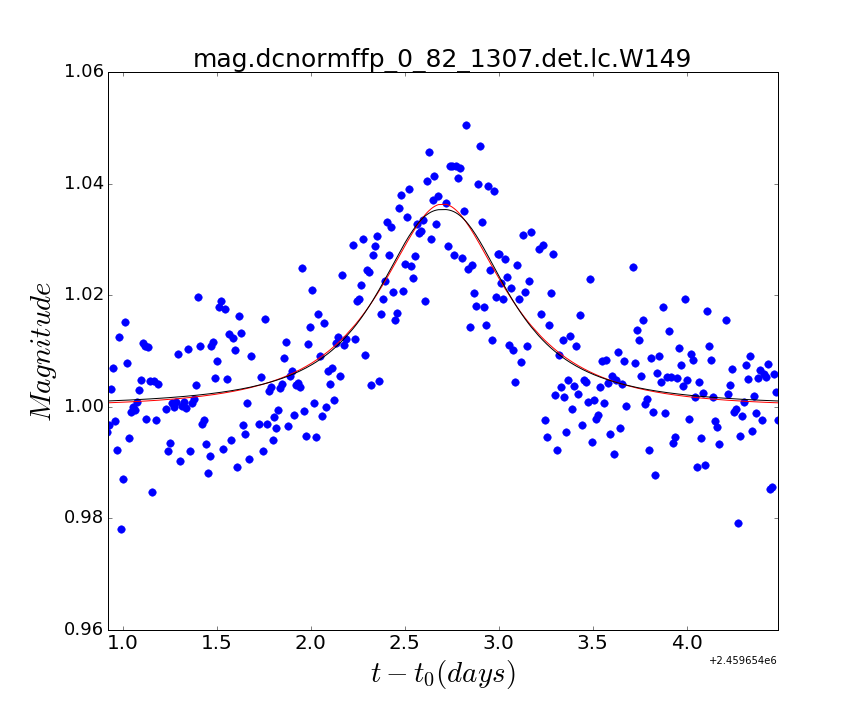 mag.dcnormffp_0_82_1307.det.lc.W149
1.06
1.04
1.02
1.00
0.98
0.96
Magnitude
1.0 1.5 2.0 2.5 3.0 3.5 4.0
+2.459654e6
t − t₀(days)